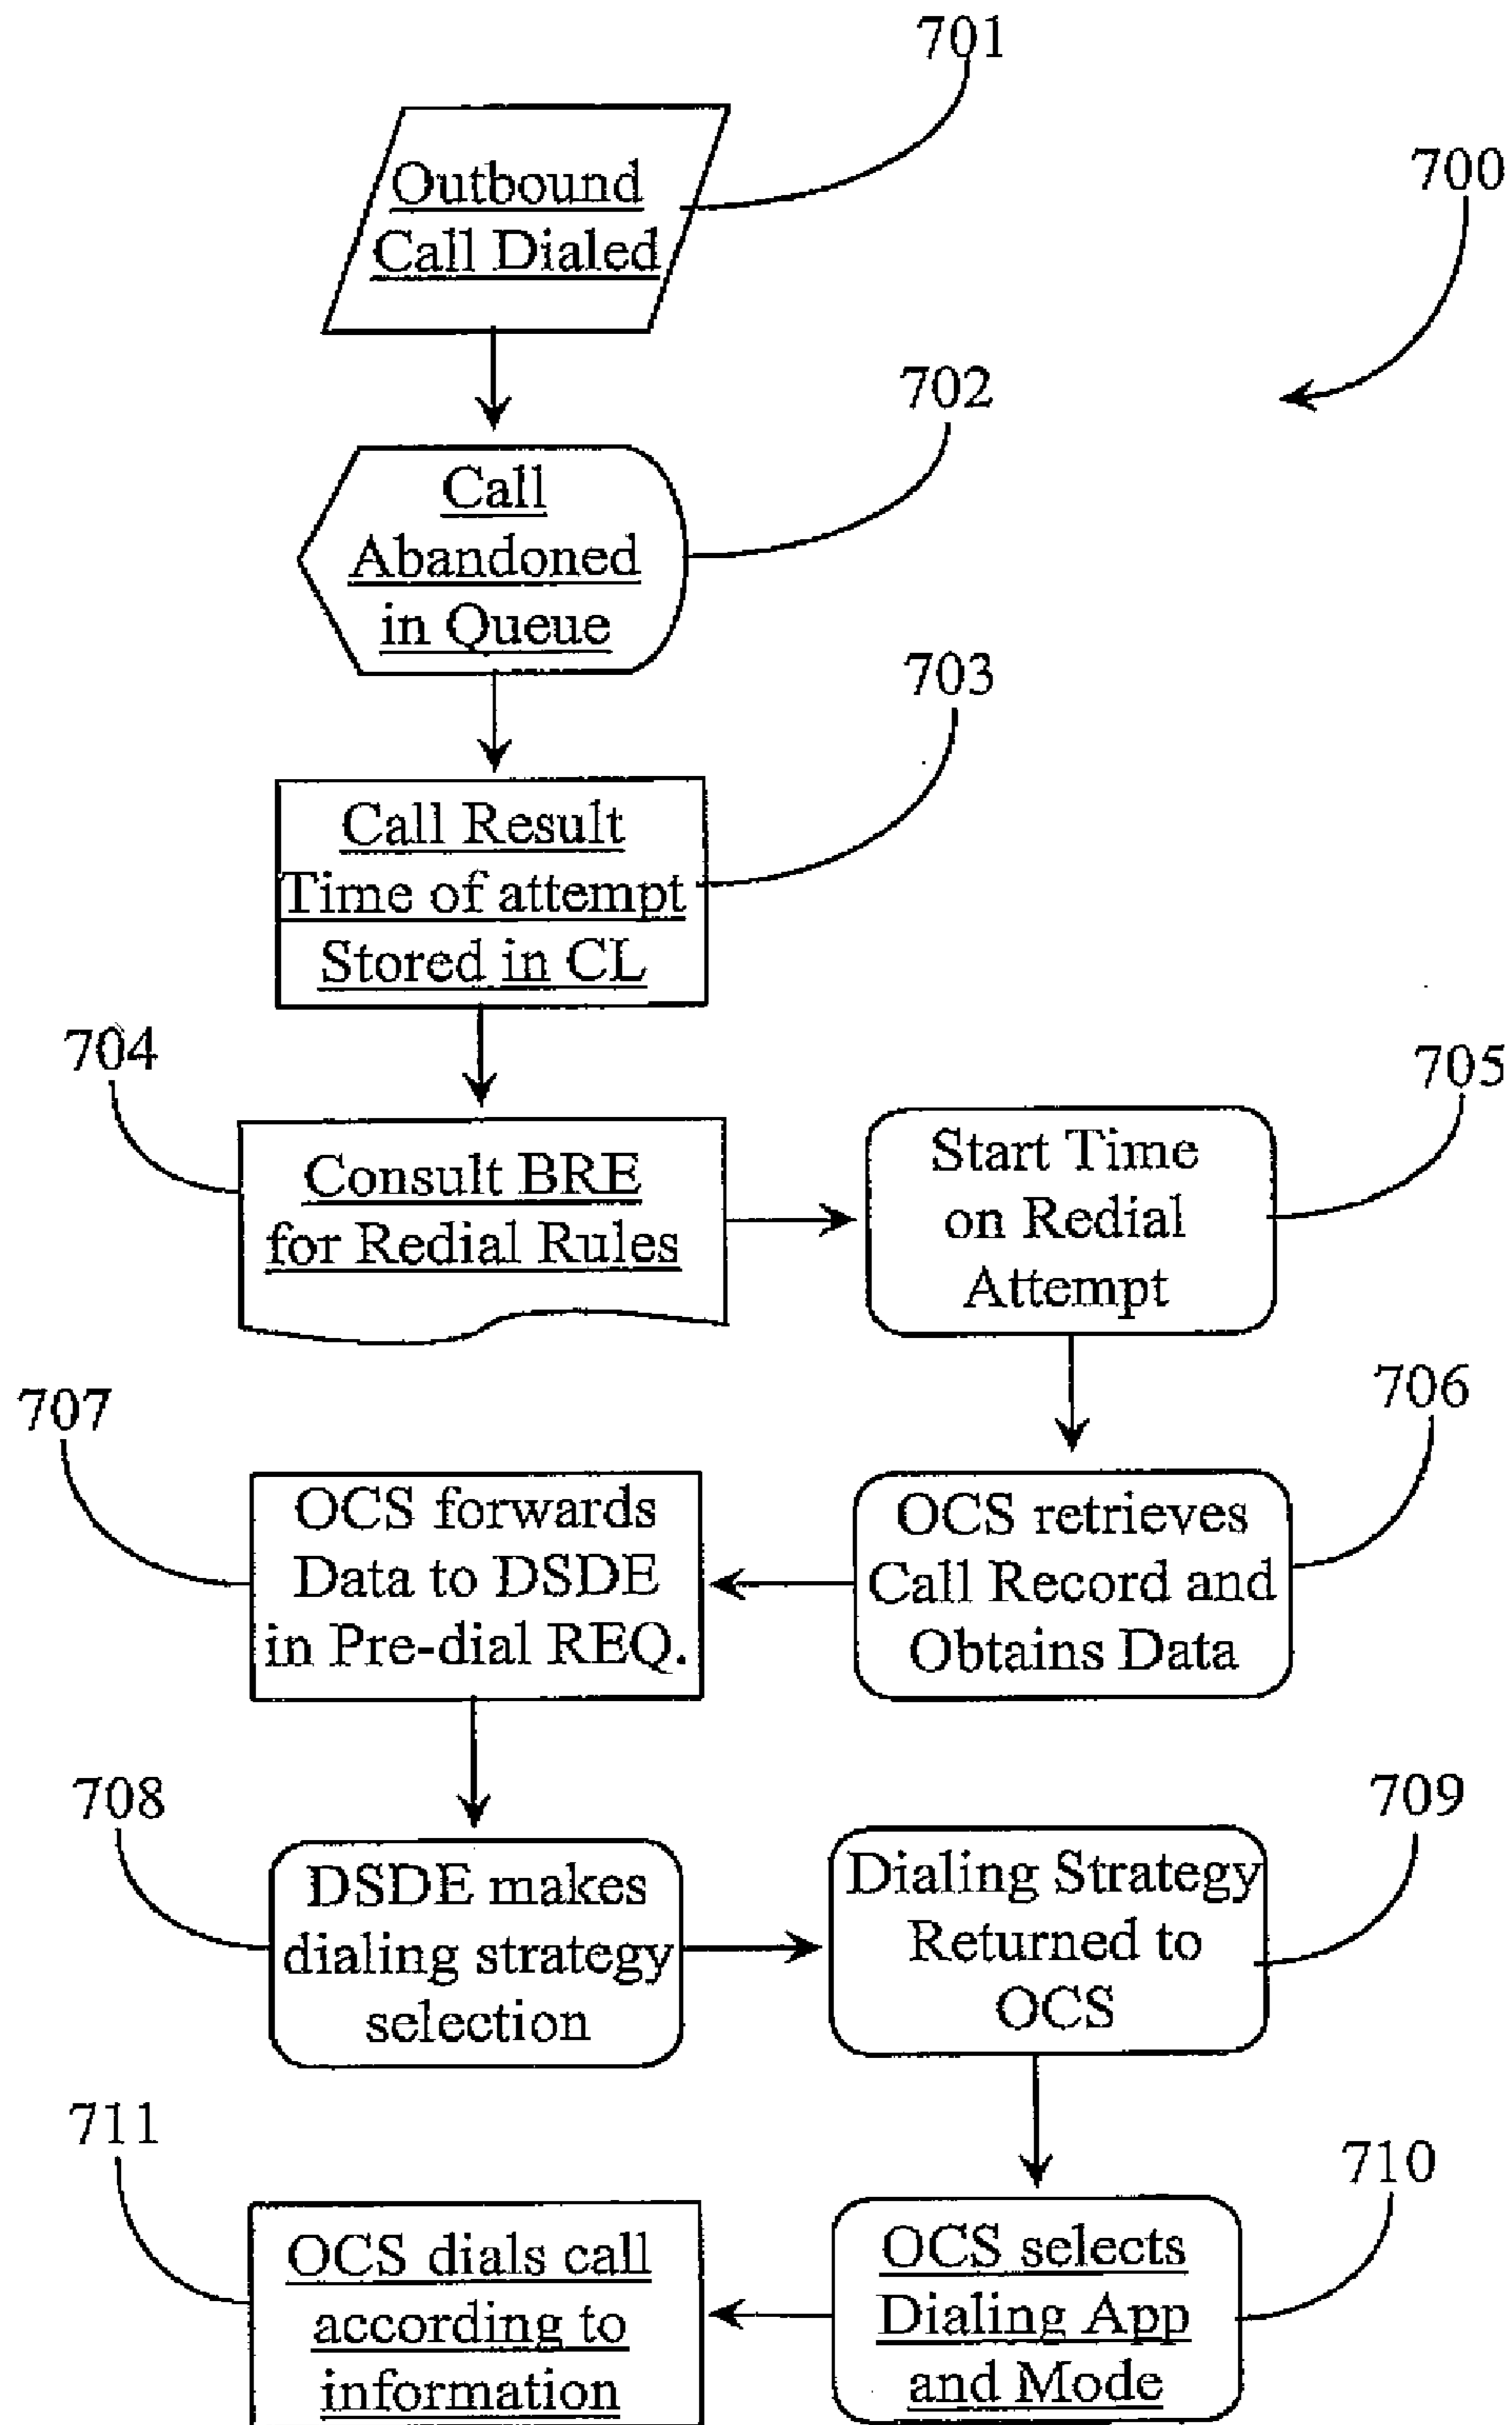 701
700
Outbound
Call Dialed
702
Call
Abandoned
in Queue
703
Call Result
Time of attempt
Stored in CL
704
705
Consult BRE
for Redial Rules
Start Time
on Redial
Attempt
707
706
OCS forwards
Data to DSDE
in Pre-dial REQ.
OCS retrieves
Call Record and
Obtains Data
708
709
DSDE makes
dialing strategy
selection
Dialing Strategy
Returned to
OCS
711
710
OCS dials call
according to
information
OCS selects
Dialing App
and Mode